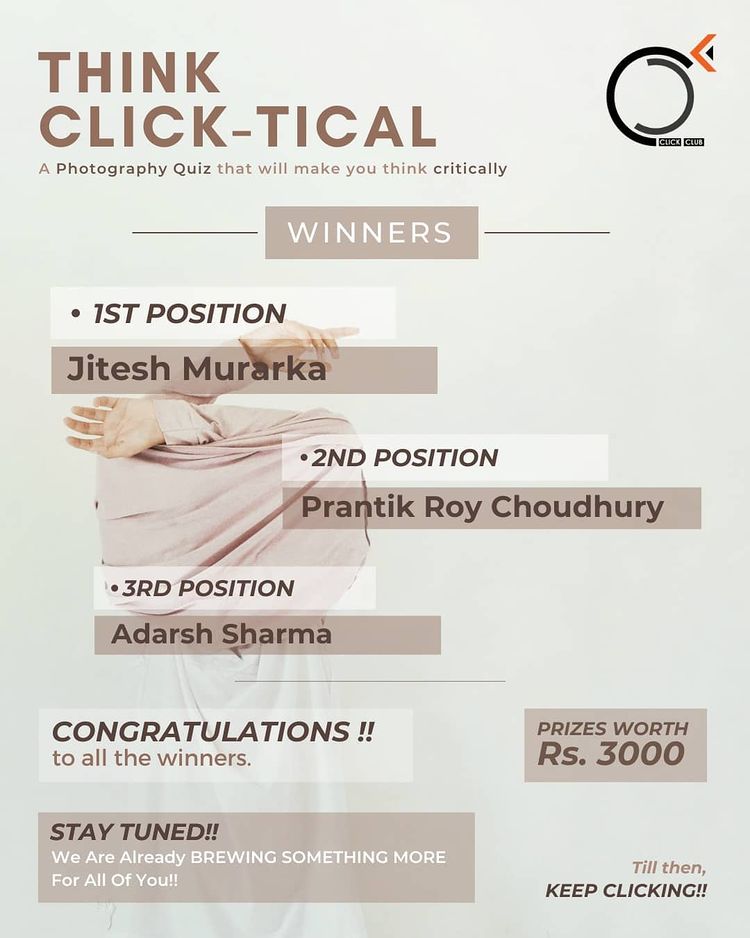 THINK
CLICK-TICAL
A Photography Quiz that will make you think critically
CLICK CLUB
WINNERS
• 1ST POSITION
Jitesh Murarka
•2ND POSITION
Prantik Roy Choudhury
•3RD POSITION
Adarsh Sharma
CONGRATULATIONS !!
to all the winners.
PRIZES WORTH
Rs. 3000
STAY TUNED!!
We Are Already BREWING SOMETHING MORE
For All Of You!!
Till then,
KEEP CLICKING!!